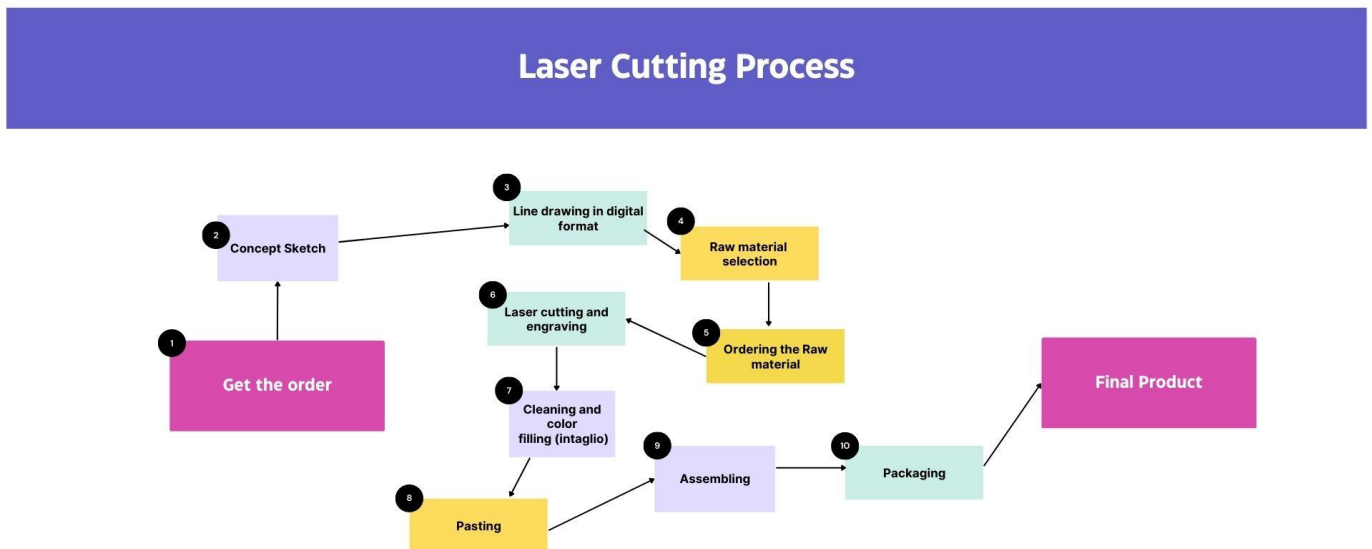 Laser Cutting Process
1
Get the order
2
Concept Sketch
3
Line drawing in digital
format
4
Raw material
selection
5
Ordering the Raw
material
6
Laser cutting and
engraving
7
Cleaning and
color
filling (intaglio)
8
Pasting
9
Assembling
10
Packaging
Final Product